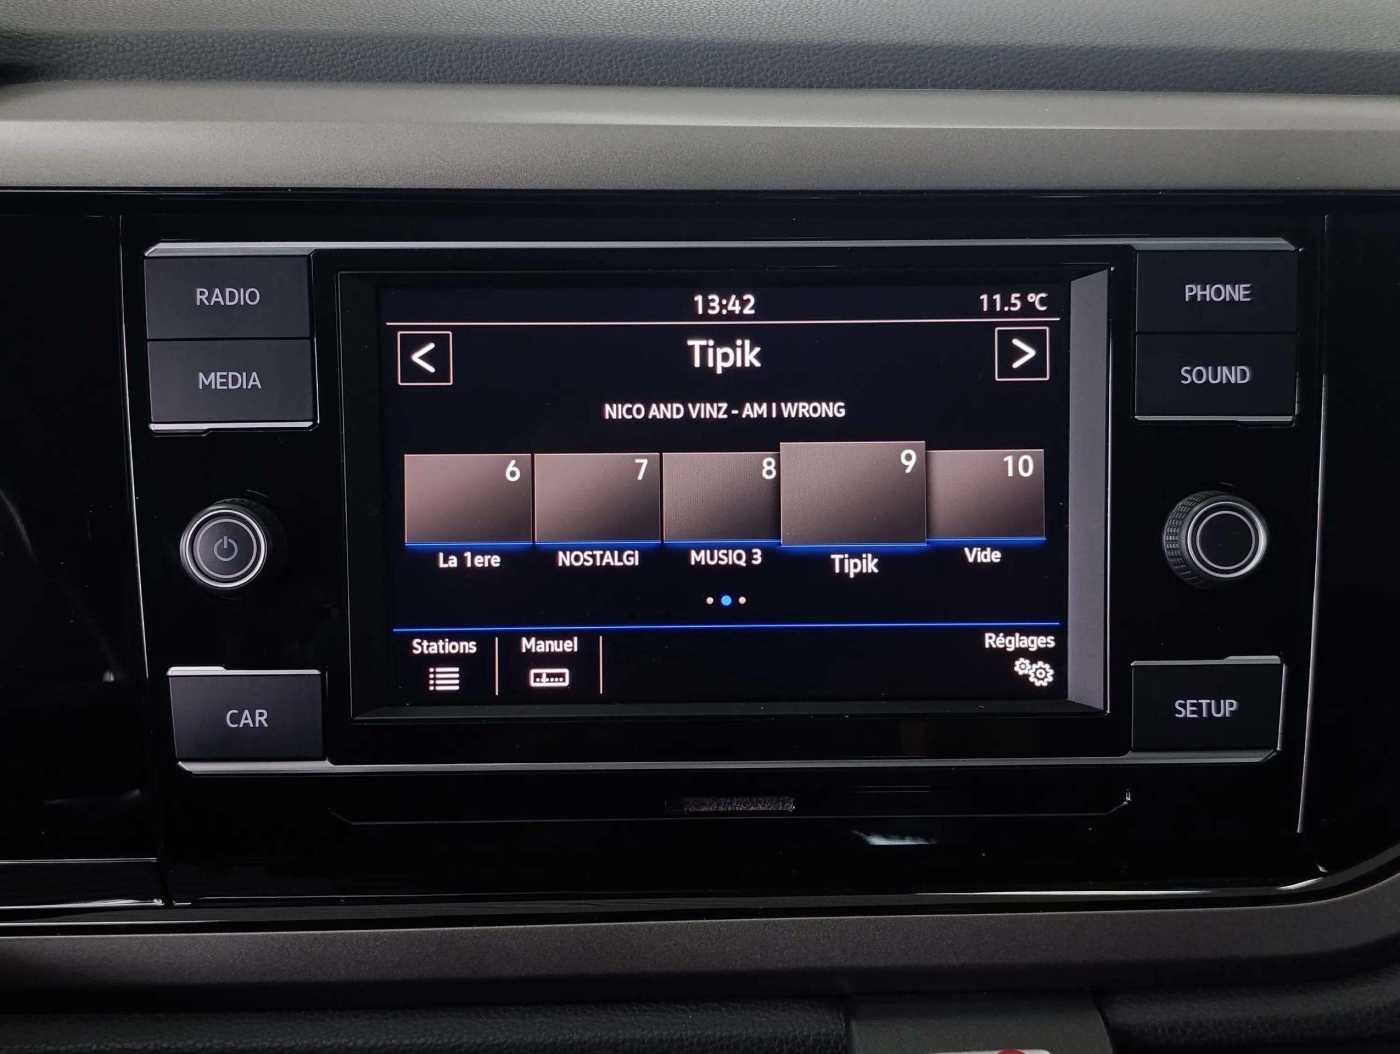 RADIO
MEDIA
CAR
13:42
11.5 °C
<
Tipik
>
NICO AND VINZ - AM I WRONG
6
7
8
9
10
La 1ere
NOSTALGI
MUSIQ 3
Tipik
Vide
Stations
Manuel
Réglages
PHONE
SOUND
SETUP